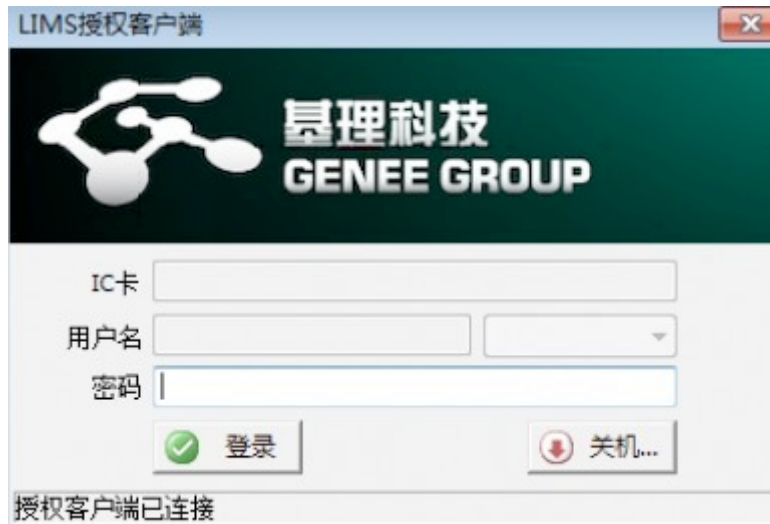 LIMS授权客户端
基理科技
GENEE GROUP
IC卡
用户名
密码
登录 关机...
授权客户端已连接